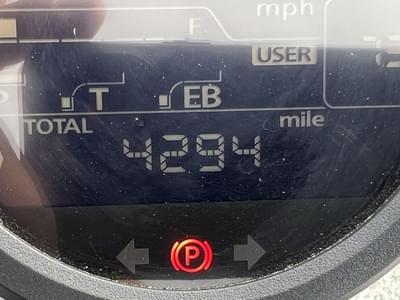 mph
F
USER
P T EB
TOTAL mile
4294
P